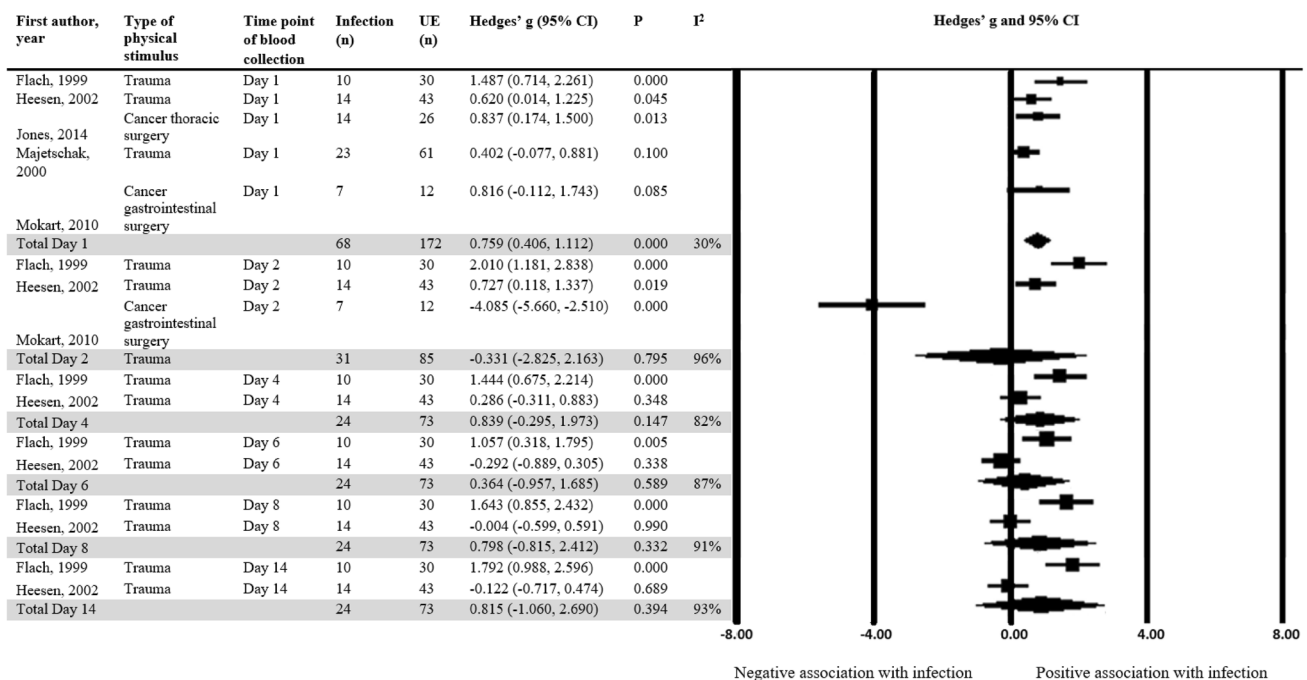 First author, year Type of physical stimulus Time point of blood collection Infection (n) UE (n) Hedges' g (95% CI) P I2 Hedges' g and 95% CI
Flach, 1999 Trauma Day 1 10 30 1.487 (0.714, 2.261) 0.000
Heesen, 2002 Trauma Day 1 14 43 0.620 (0.014, 1.225) 0.045
Jones, 2014 Cancer thoracic surgery Day 1 14 26 0.837 (0.174, 1.500) 0.013
Majetschak, 2000 Trauma Day 1 23 61 0.402 (-0.077, 0.881) 0.100
Mokart, 2010 Cancer gastrointestinal surgery Day 1 7 12 0.816 (-0.112, 1.743) 0.085
Total Day 1 68 172 0.759 (0.406, 1.112) 0.000 30%
Flach, 1999 Trauma Day 2 10 30 2.010 (1.181, 2.838) 0.000
Heesen, 2002 Trauma Day 2 14 43 0.727 (0.118, 1.337) 0.019
Mokart, 2010 Cancer gastrointestinal surgery Day 2 7 12 -4.085 (-5.660, -2.510) 0.000
Total Day 2 Trauma 31 85 -0.331 (-2.825, 2.163) 0.795 96%
Flach, 1999 Trauma Day 4 10 30 1.444 (0.675, 2.214) 0.000
Heesen, 2002 Trauma Day 4 14 43 0.286 (-0.311, 0.883) 0.348
Total Day 4 24 73 0.839 (-0.295, 1.973) 0.147 82%
Flach, 1999 Trauma Day 6 10 30 1.057 (0.318, 1.795) 0.005
Heesen, 2002 Trauma Day 6 14 43 -0.292 (-0.889, 0.305) 0.338
Total Day 6 24 73 0.364 (-0.957, 1.685) 0.589 87%
Flach, 1999 Trauma Day 8 10 30 1.643 (0.855, 2.432) 0.000
Heesen, 2002 Trauma Day 8 14 43 -0.004 (-0.599, 0.591) 0.990
Total Day 8 24 73 0.798 (-0.815, 2.412) 0.332 91%
Flach, 1999 Trauma Day 14 10 30 1.792 (0.988, 2.596) 0.000
Heesen, 2002 Trauma Day 14 14 43 -0.122 (-0.717, 0.474) 0.689
Total Day 14 24 73 0.815 (-1.060, 2.690) 0.394 93%
-8.00 -4.00 0.00 4.00 8.00
Negative association with infection Positive association with infection